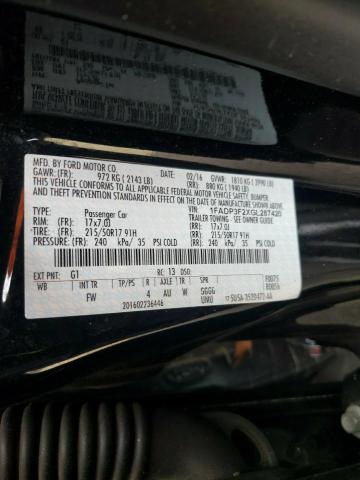 MFD. BY FORD MOTOR CO.
GAWR: (FR) 972 KG ( 2143 LB) 02/16 GVWR: 1810 KG ( 3990 LB)
(RR) 880 KG ( 1940 LB)
THIS VEHICLE CONFORMS TO ALL APPLICABLE FEDERAL MOTOR
VEHICLE SAFETY, BUMPER, AND THEFT PREVENTION STANDARDS
IN EFFECT ON THE DATE OF MANUFACTURE SHOWN ABOVE.
VIN: 1FADP3F2XGL287420
TYPE: Passenger Car TRAILER TOWING - SEE OWNER GUIDE
RIM: (FR) 17x7.0J (RR) 17x7.0J
TIRE: (FR) 215/50R17 91H (RR) 215/50R17 91H
PRESSURE: (FR) 240 kPa/ 35 PSI COLD (RR) 240 kPa/ 35 PSI COLD
EXT PNT: G1 RC: 13 DSO: F0075
WB INT TR TP/PS R AXLE TR SPR R0056
FW 4 AU W GGGG
201602236446 UMU